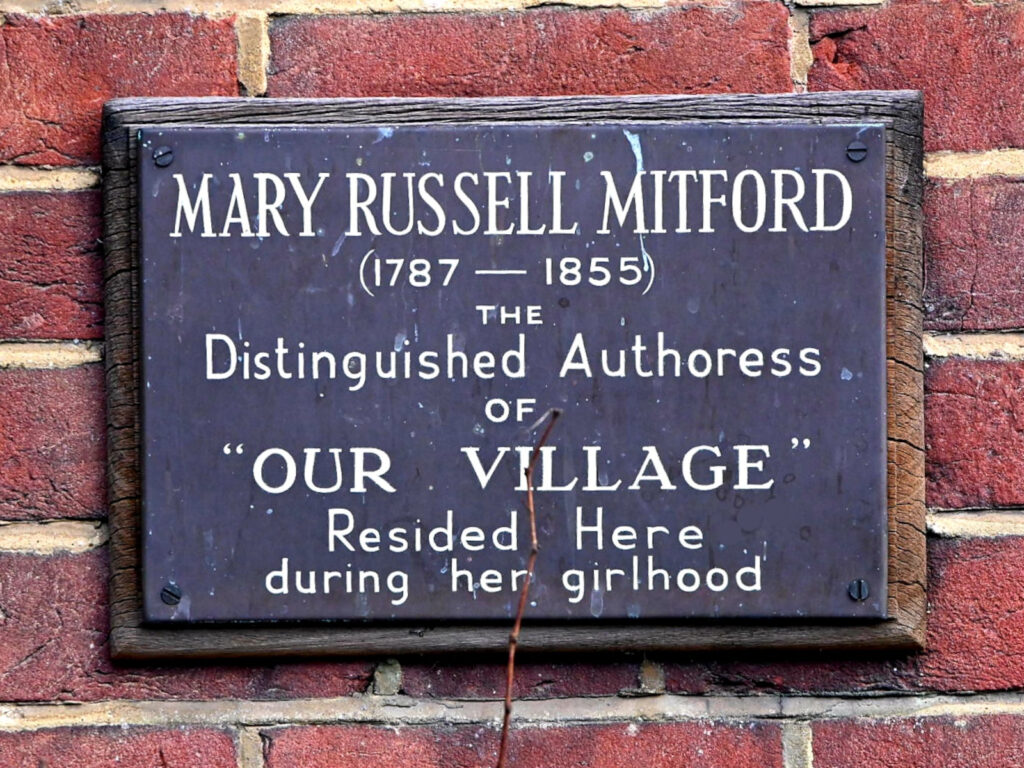 MARY RUSSELL MITFORD
(1787 — 1855)
THE
Distinguished Authoress
OF
“OUR VILLAGE”
Resided Here
during her girlhood